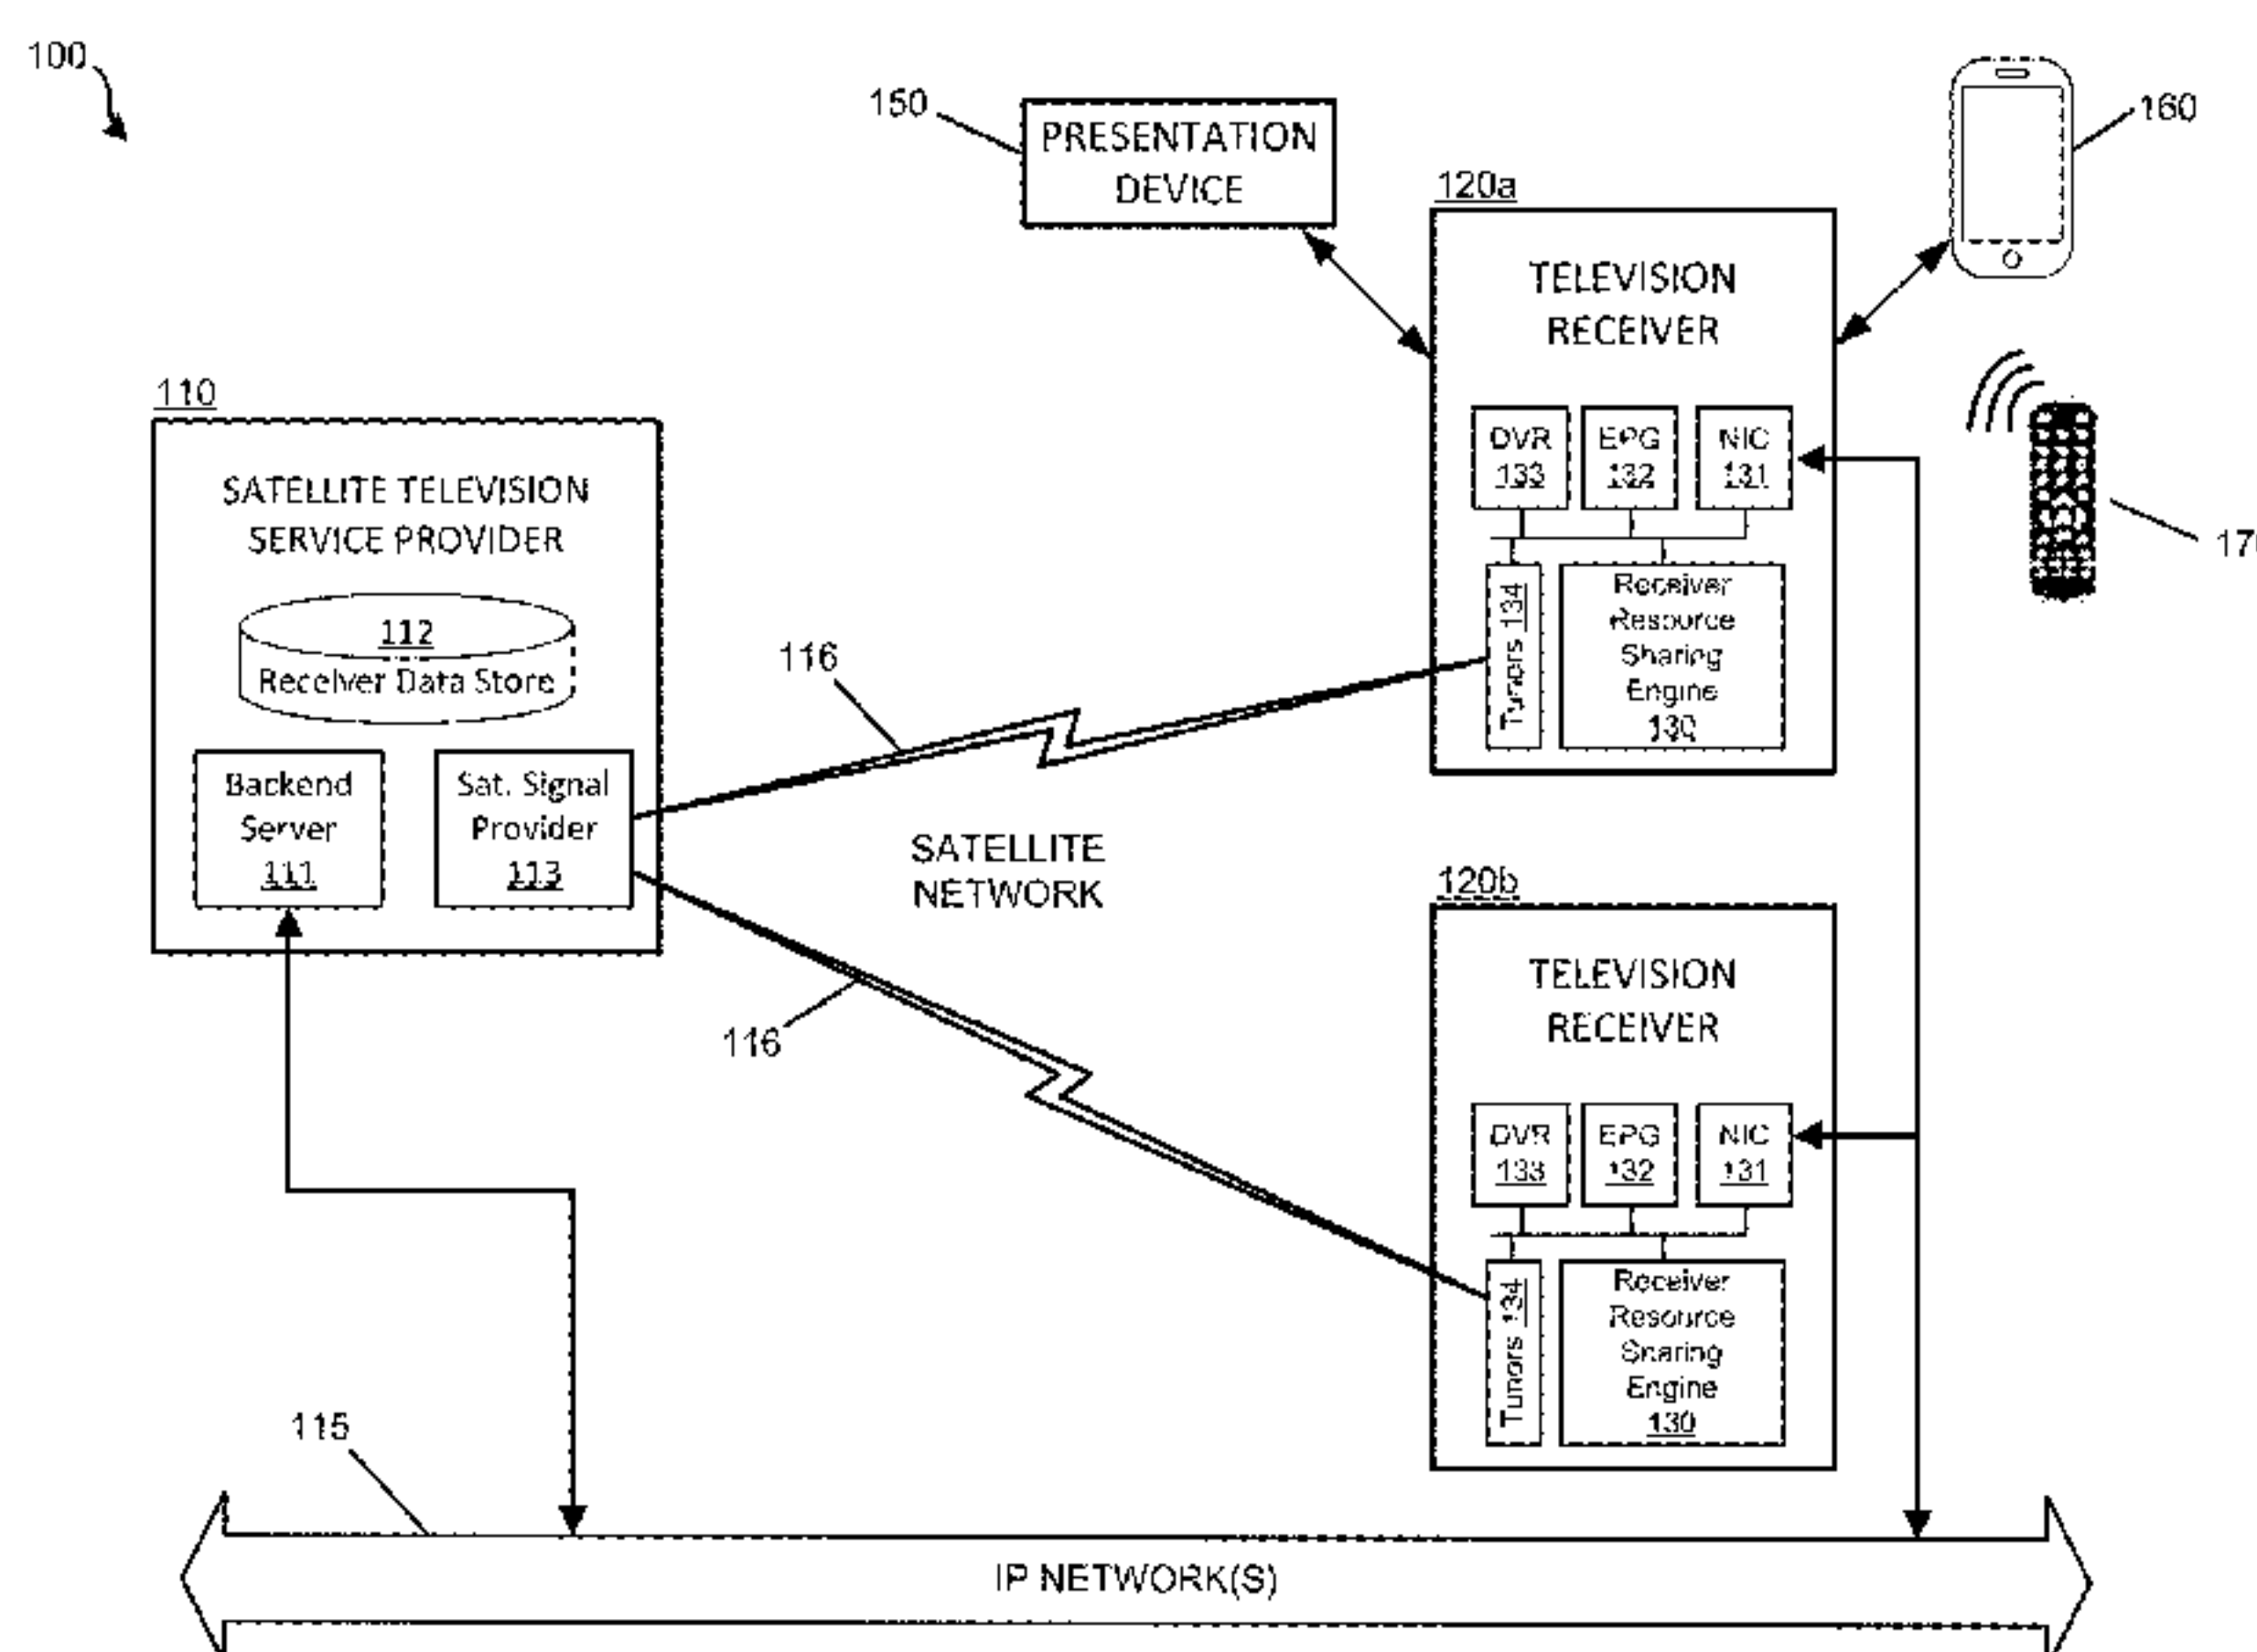 100
150
PRESENTATION
DEVICE
160
120a
TELEVISION
RECEIVER
DVR
133
EPG
132
NIC
131
170
Tuners 134
Receiver
Resource
Sharing
Engine
130
110
SATELLITE TELEVISION
SERVICE PROVIDER
112
Receiver Data Store
Backend
Server
111
Sat. Signal
Provider
113
116
SATELLITE
NETWORK
116
120b
TELEVISION
RECEIVER
DVR
133
EPG
132
NIC
131
Tuners 134
Receiver
Resource
Sharing
Engine
130
115
IP NETWORK(S)